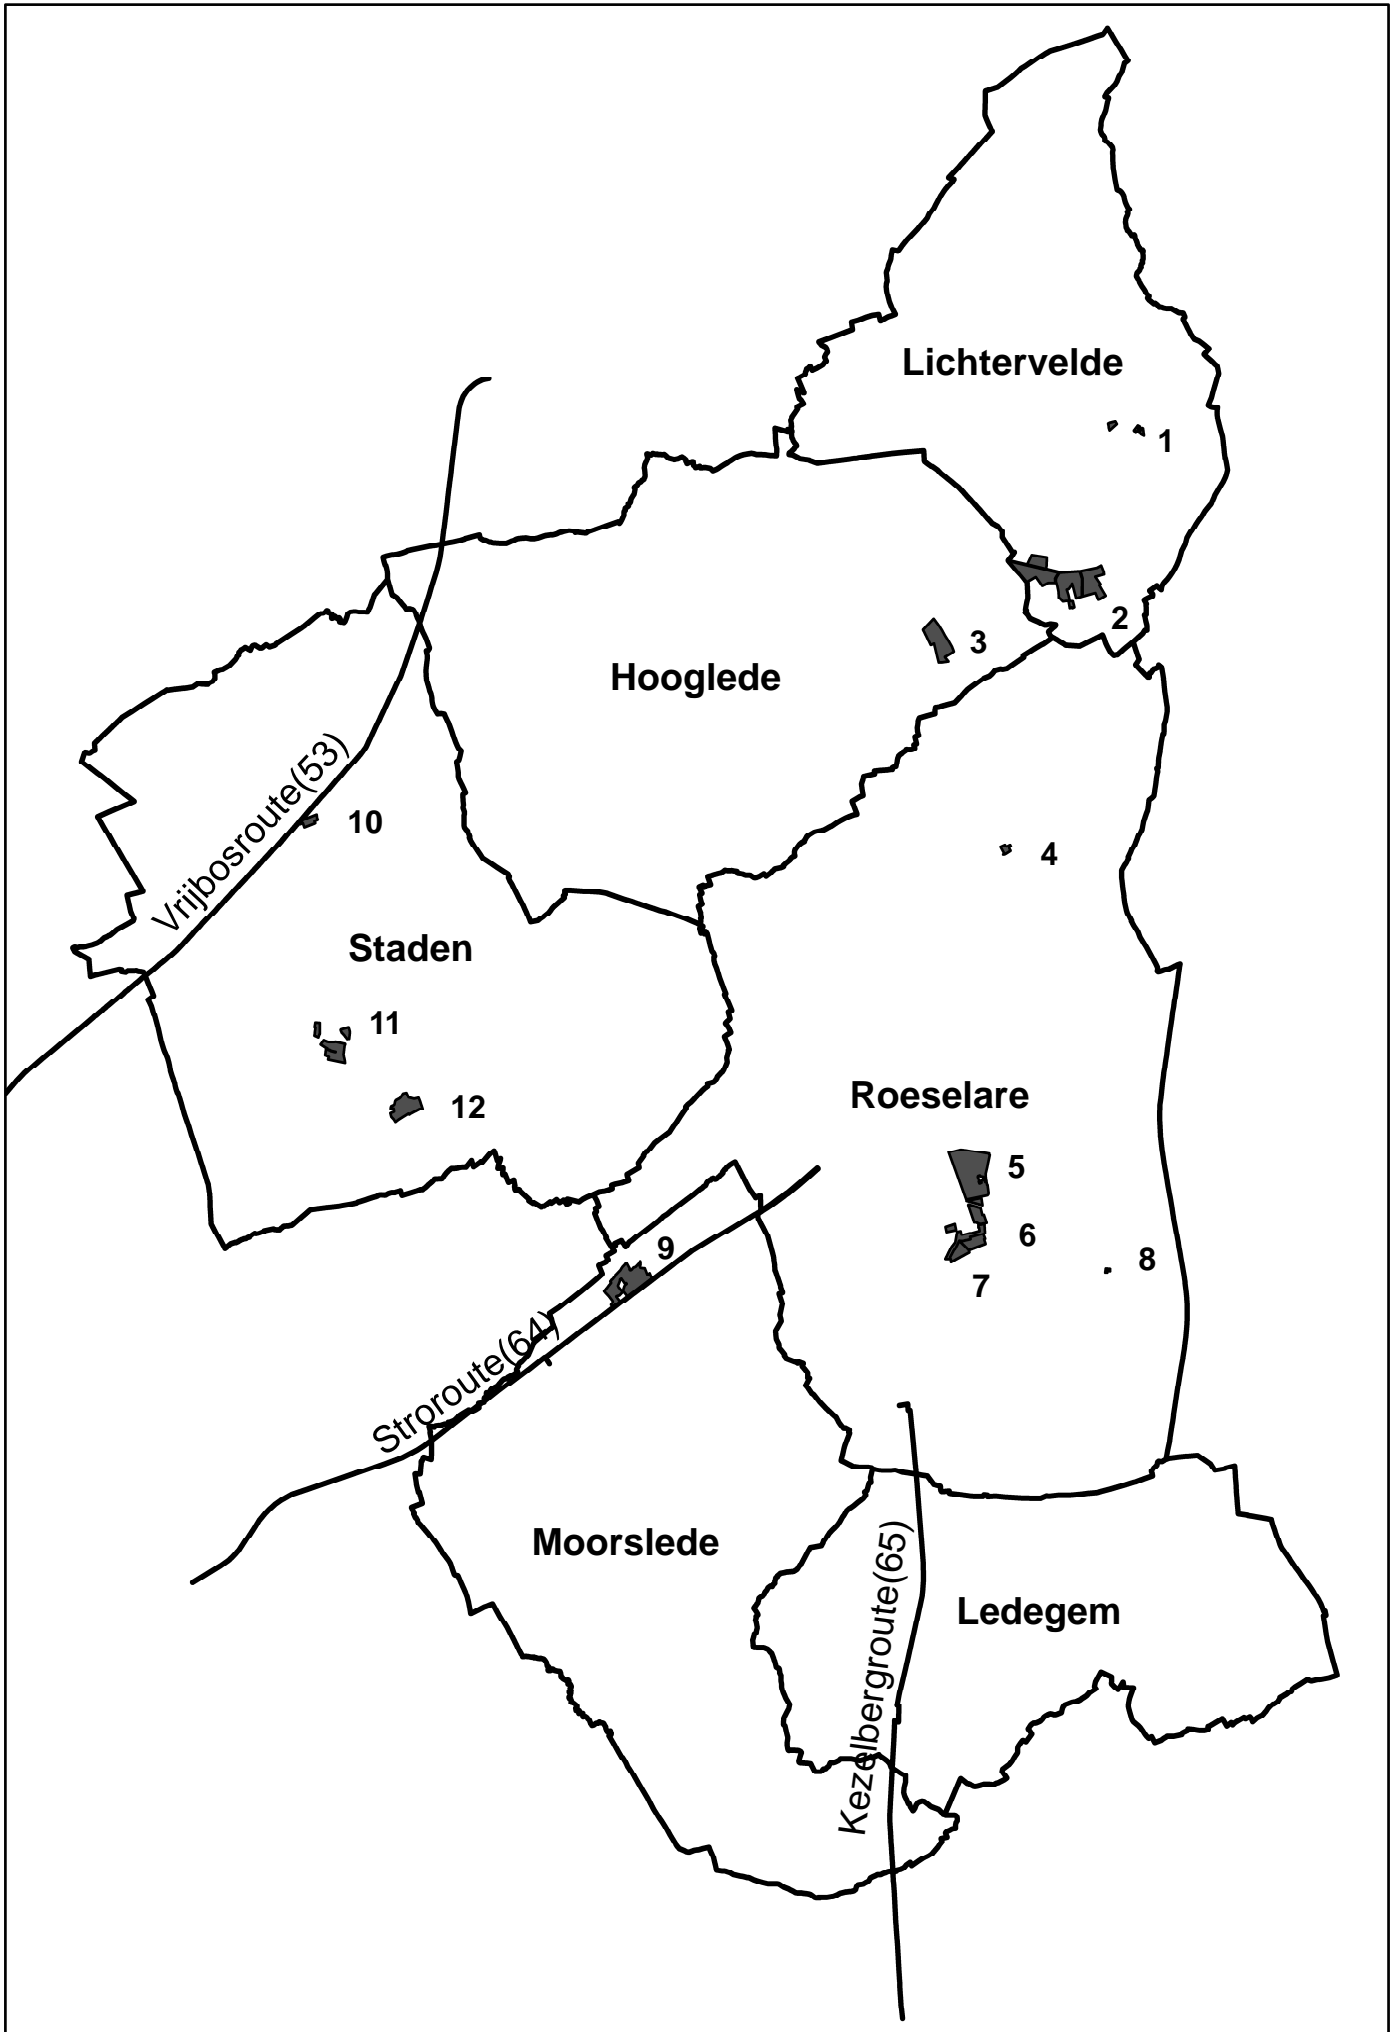 Lichtervelde
1
2
3
Hooglede
Vrijbosroute(53)
10
4
Staden
11
12
Roeselare
5
6
7
8
9
Stroroute(64)
Moorslede
Kezelbergroute(65)
Ledegem